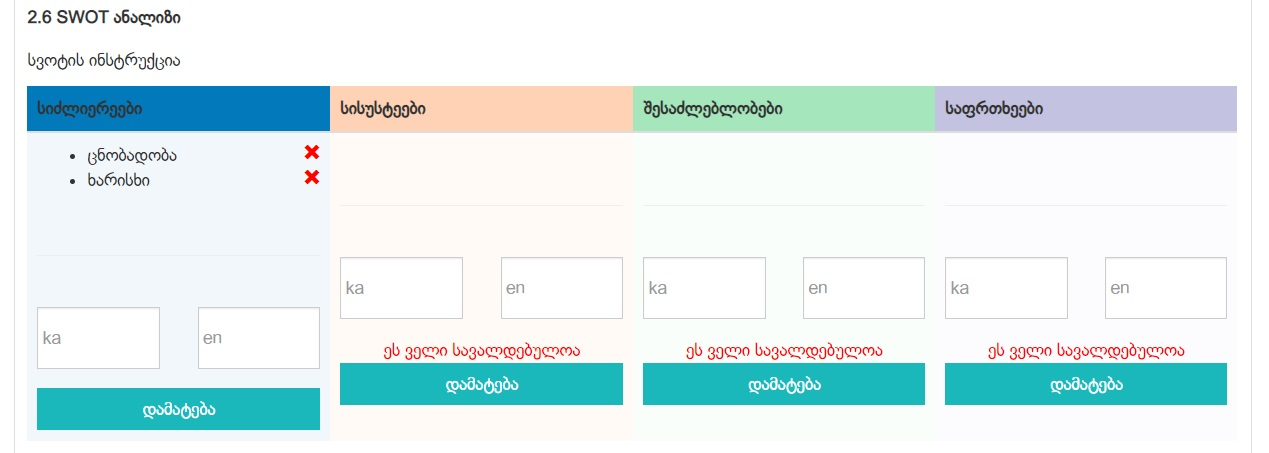 2.6 SWOT ანალიზი
სვოტის ინსტრუქცია
სიძლიერეები სისუსტეები შესაძლებლობები საფრთხეები
ცნობადობა
ხარისხი
ka en ka en ka en ka en
ეს ველი სავალდებულოა ეს ველი სავალდებულოა ეს ველი სავალდებულოა
დამატება დამატება დამატება დამატება